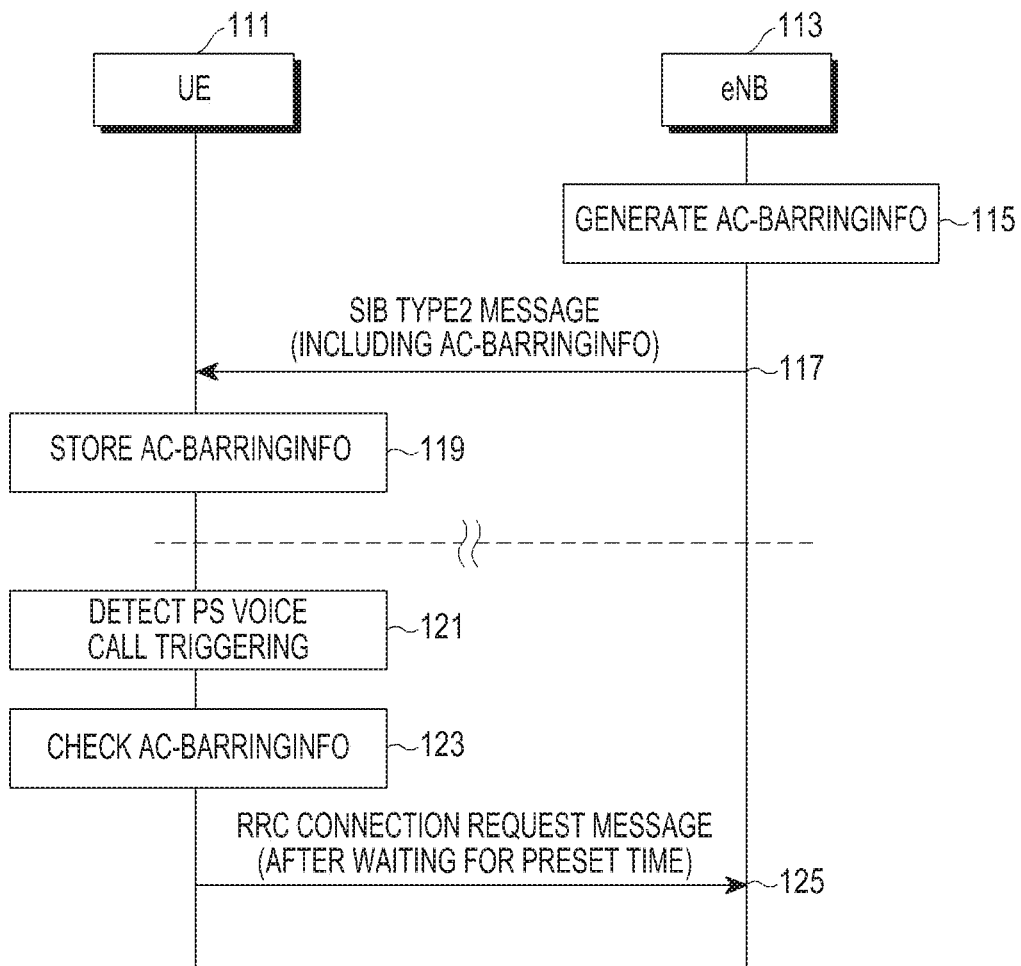 111
113
UE
eNB
GENERATE AC-BARRINGINFO
115
SIB TYPE2 MESSAGE
(INCLUDING AC-BARRINGINFO)
117
STORE AC-BARRINGINFO
119
DETECT PS VOICE
CALL TRIGGERING
121
CHECK AC-BARRINGINFO
123
RRC CONNECTION REQUEST MESSAGE
(AFTER WAITING FOR PRESET TIME)
125